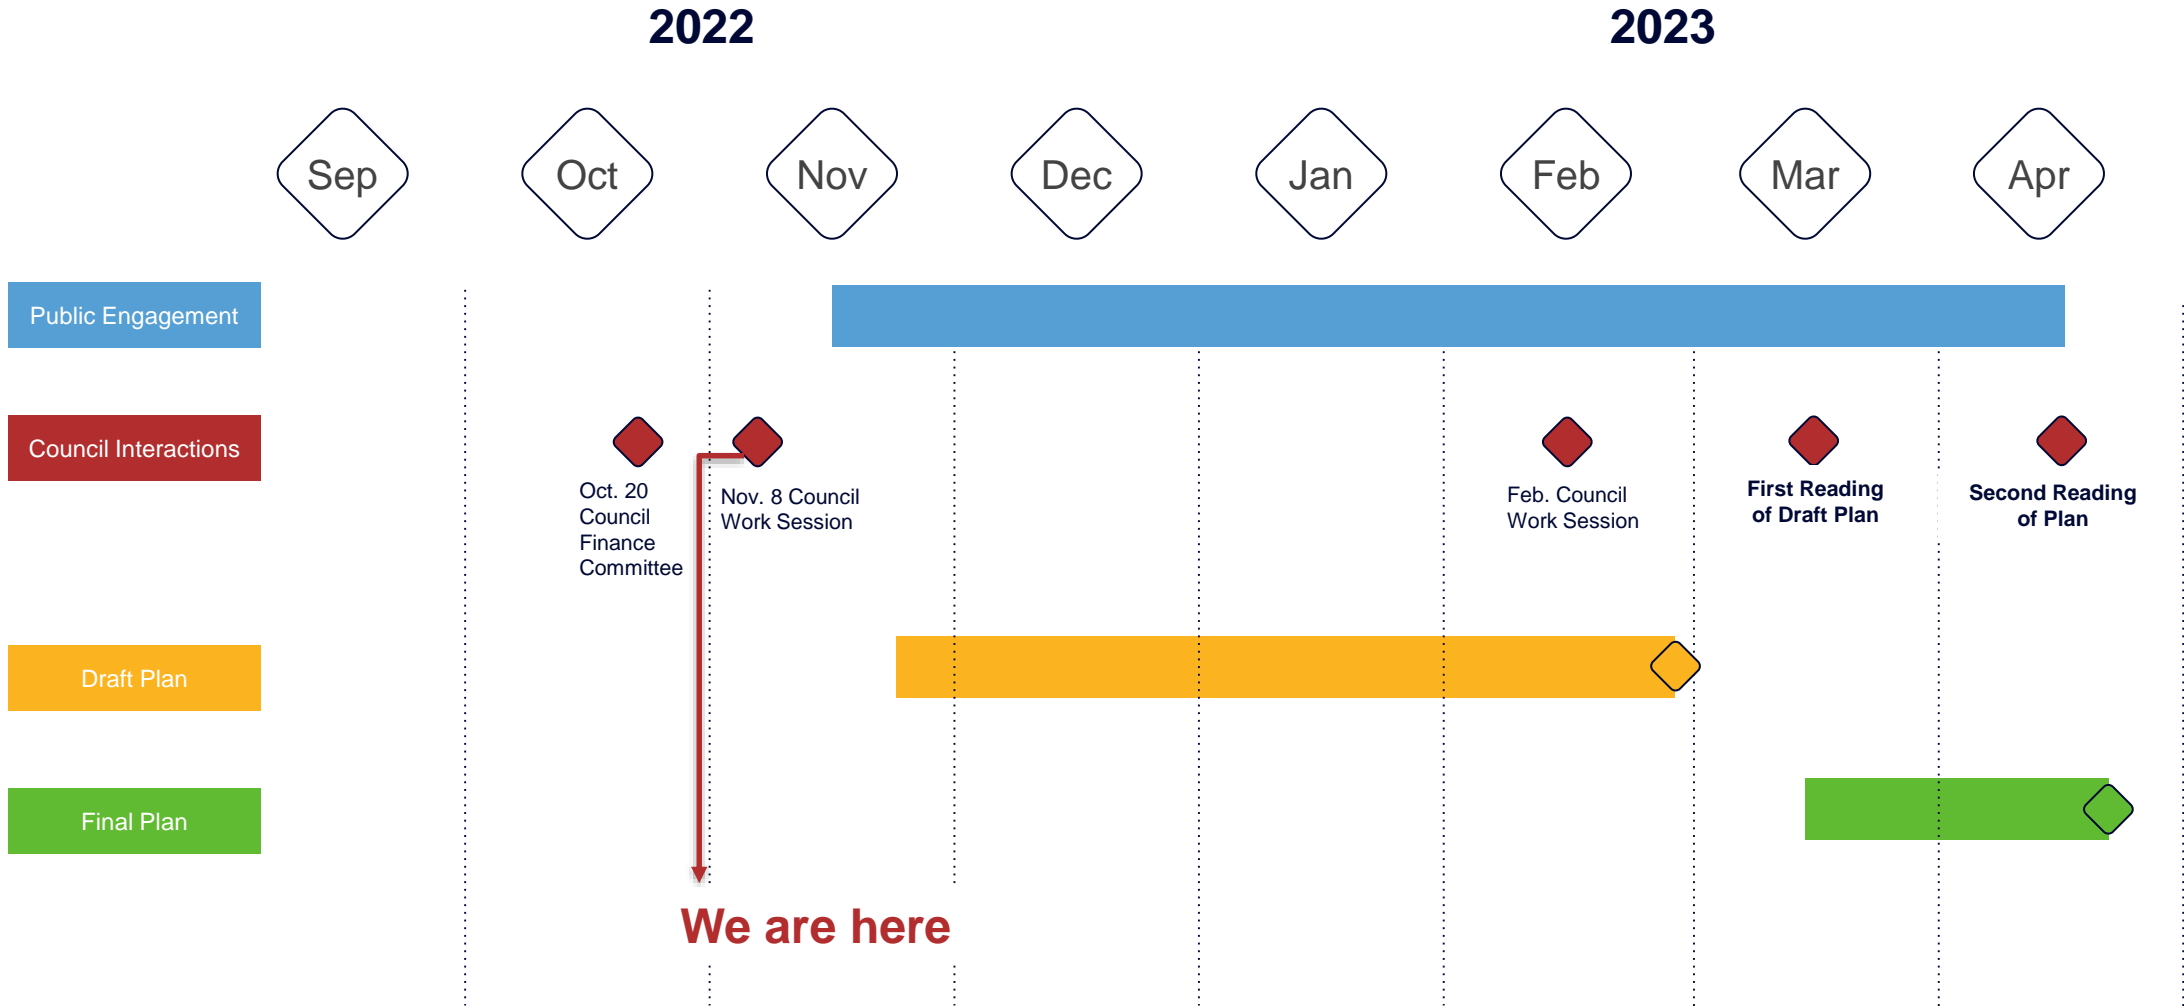 2022
2023
Sep
Oct
Nov
Dec
Jan
Feb
Mar
Apr
Public Engagement
Council Interactions
Oct. 20
Council
Finance
Committee
Nov. 8 Council
Work Session
Feb. Council
Work Session
First Reading
of Draft Plan
Second Reading
of Plan
Draft Plan
Final Plan
We are here